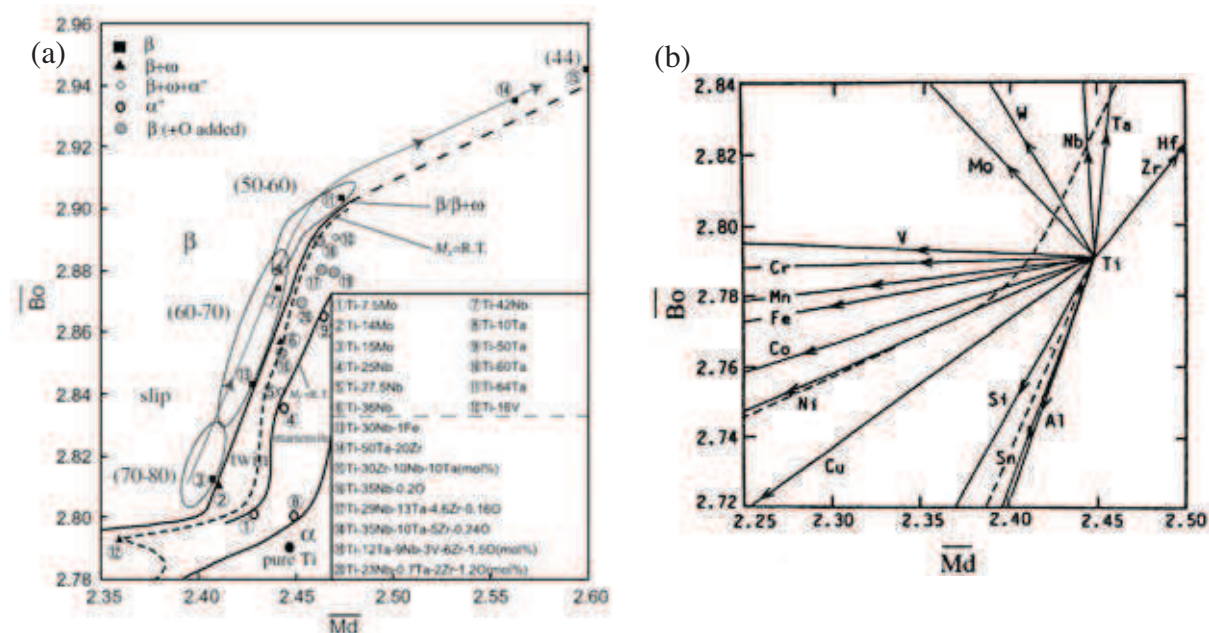 (a)
2.96
2.94
2.92
2.90
2.88
2.86
2.84
2.82
2.80
2.78
Bo
β
β+ω
β+ω+α"
α"
β (+O added)
(44)
(50-60)
β/β+ω
β
(60-70)
slip
(70-80)
twin
martensite
α
pure Ti
①Ti-7.5Mo
②Ti-14Mo
③Ti-15Mo
④Ti-25Nb
⑤Ti-27.5Nb
⑥Ti-36Nb
⑦Ti-42Nb
⑧Ti-10Ta
⑨Ti-50Ta
⑩Ti-60Ta
⑪Ti-64Ta
⑫Ti-16V
⑬Ti-30Nb-1Fe
⑭Ti-50Ta-20Zr
⑮Ti-30Zr-10Nb-10Ta(mol%)
⑯Ti-35Nb-0.2O
⑰Ti-29Nb-13Ta-4.6Zr-0.16O
⑱Ti-35Nb-10Ta-5Zr-0.24O
⑲Ti-12Ta-9Nb-3V-6Zr-1.5O(mol%)
⑳Ti-23Nb-0.7Ta-2Zr-1.2O(mol%)
2.35
2.40
2.45
2.50
2.55
2.60
Md
(b)
2.84
2.82
2.80
2.78
2.76
2.74
2.72
Bo
W
Mo
Nb
Ta
Hf
Zr
V
Cr
Mn
Fe
Co
Ni
Cu
Ti
Si
Al
Sn
2.25
2.30
2.35
2.40
2.45
2.50
Md